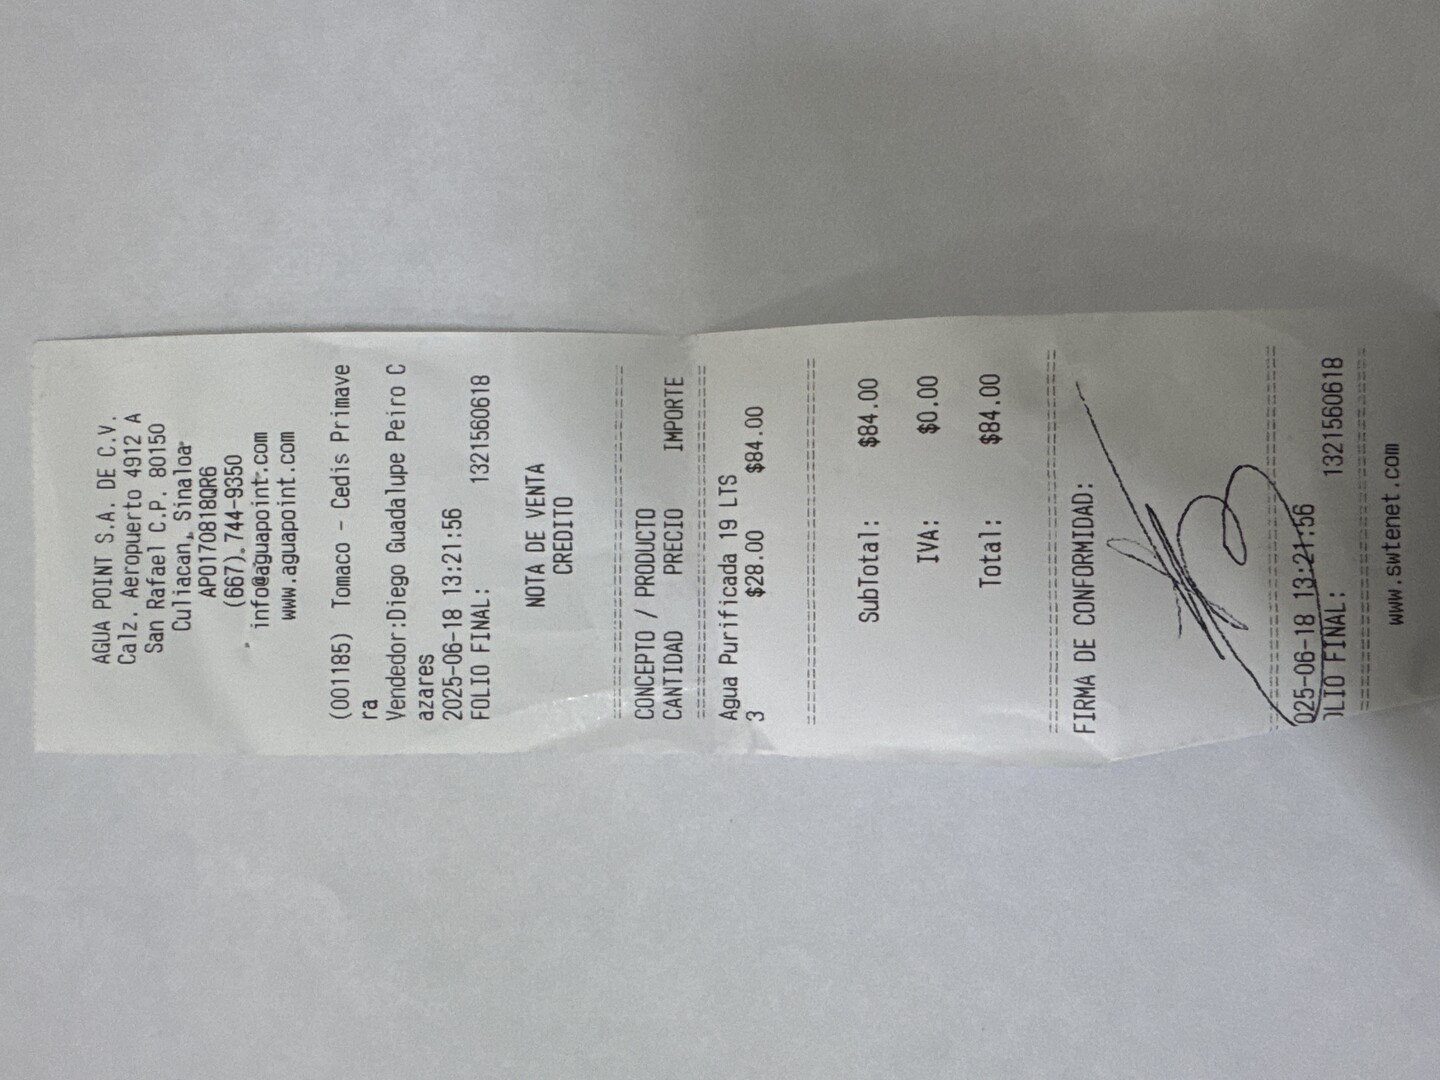 AGUA POINT S.A. DE C.V.
Calz. Aeropuerto 4912 A
San Rafael C.P. 80150
Culiacan, Sinaloa
APO170818QR6
(667).744-9350
info@aguapoint.com
www.aguapoint.com
(001185) Tomaco - Cedis Primave
ra
Vendedor:Diego Guadalupe Peiro C
azares
2025-06-18 13:21:56
FOLIO FINAL: 1321560618
NOTA DE VENTA
CREDITO
================================
CONCEPTO / PRODUCTO
CANTIDAD PRECIO IMPORTE
================================
Agua Purificada 19 LTS
3 $28.00 $84.00
================================
SubTotal: $84.00
IVA: $0.00
Total: $84.00
================================
FIRMA DE CONFORMIDAD:
================================
025-06-18 13:21:56
OLIO FINAL: 1321560618
================================
www.swtenet.com